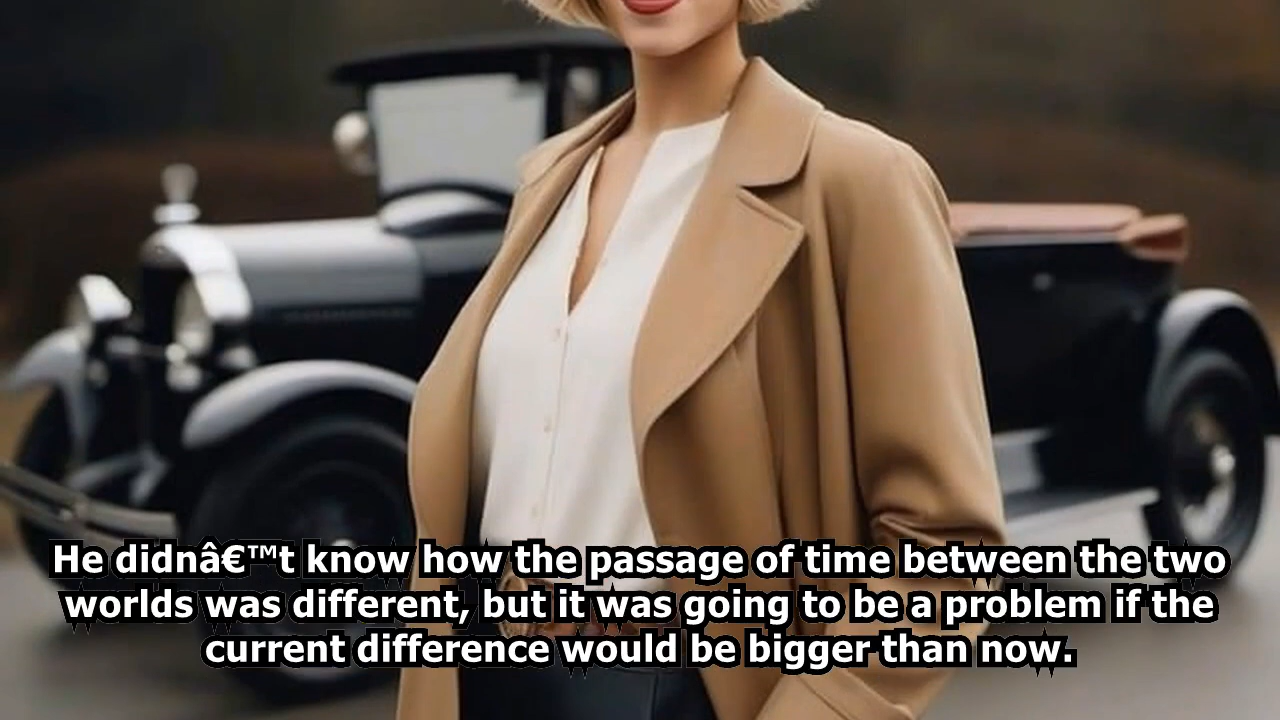 He didnâ€™t know how the passage of time between the two
worlds was different, but it was going to be a problem if the
current difference would be bigger than now.